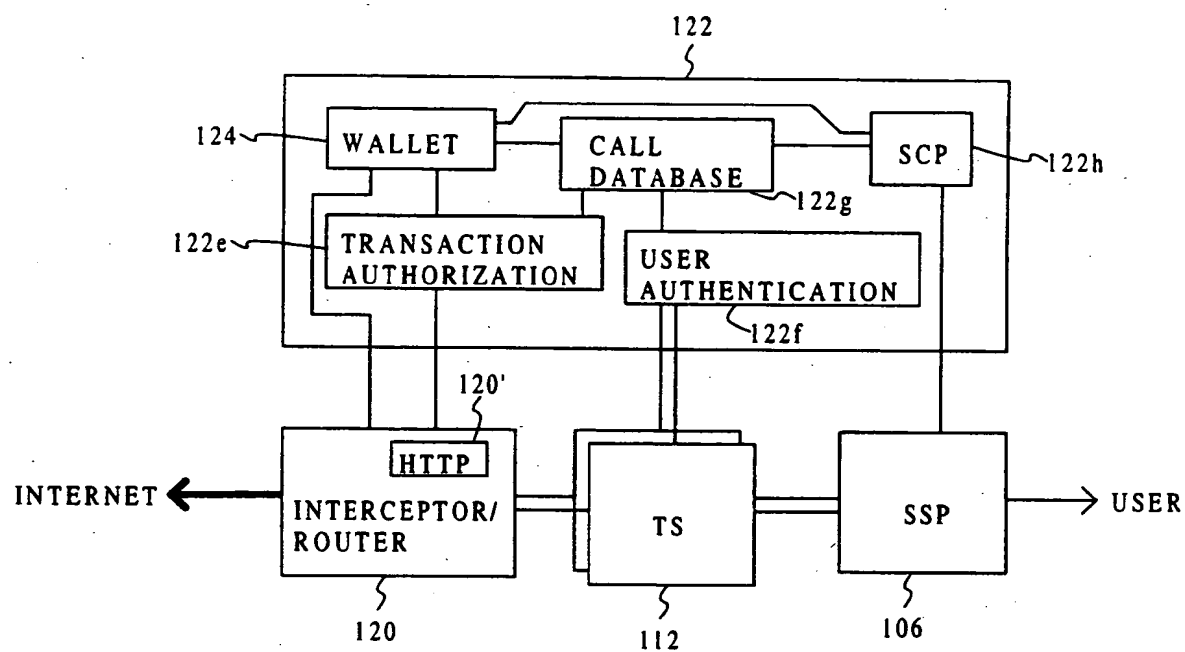 122
124
WALLET
CALL
DATABASE
SCP
122h
122g
122e
TRANSACTION
AUTHORIZATION
USER
AUTHENTICATION
122f
120'
HTTP
INTERNET
INTERCEPTOR/
ROUTER
TS
SSP
USER
120
112
106